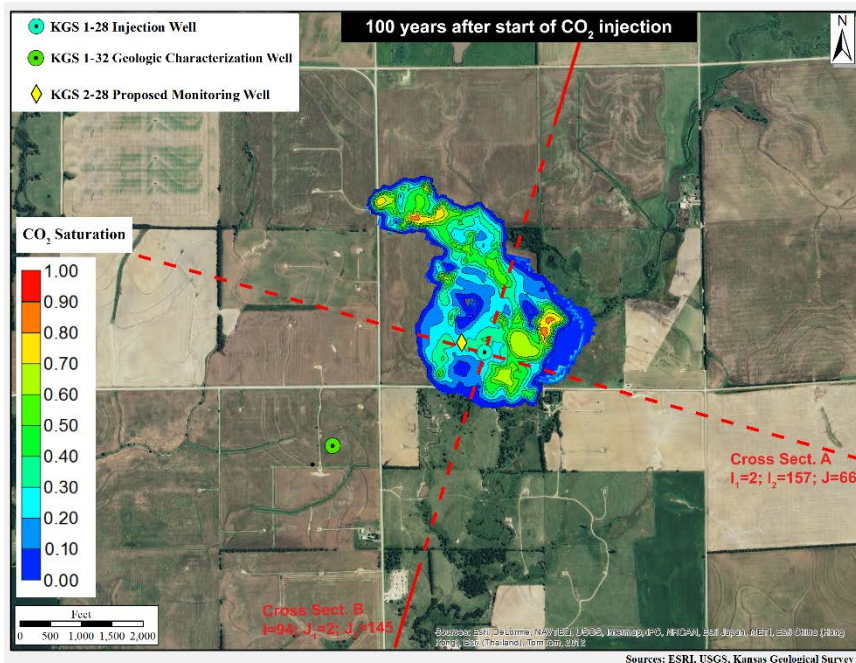 100 years after start of CO2 injection
N
KGS 1-28 Injection Well
KGS 1-32 Geologic Characterization Well
KGS 2-28 Proposed Monitoring Well
CO2 Saturation
1.00
0.90
0.80
0.70
0.60
0.50
0.40
0.30
0.20
0.10
0.00
Cross Sect. A
I1=2; I2=157; J=66
Cross Sect. B
I=94; J1=2; J2=145
Feet
0 500 1,000 1,500 2,000
Sources: Esri, DeLorme, NAVTEQ, USGS, Intermap, iPC, NRCAN, Esri Japan, METI, Esri China (Hong
Kong), Esri (Thailand), TomTom, 2012
Sources: ESRI, USGS, Kansas Geological Survey